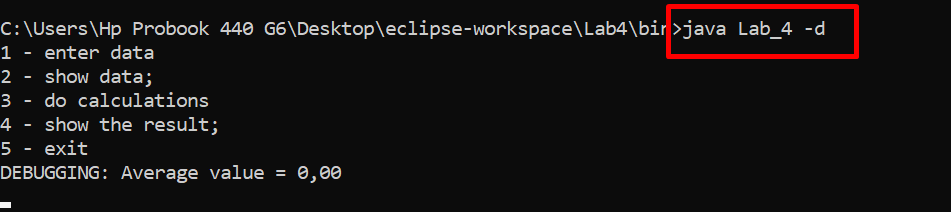 C:\Users\Hp Probook 440 G6\Desktop\eclipse-workspace\Lab4\bin>java Lab_4 -d
1 - enter data
2 - show data;
3 - do calculations
4 - show the result;
5 - exit
DEBUGGING: Average value = 0,00